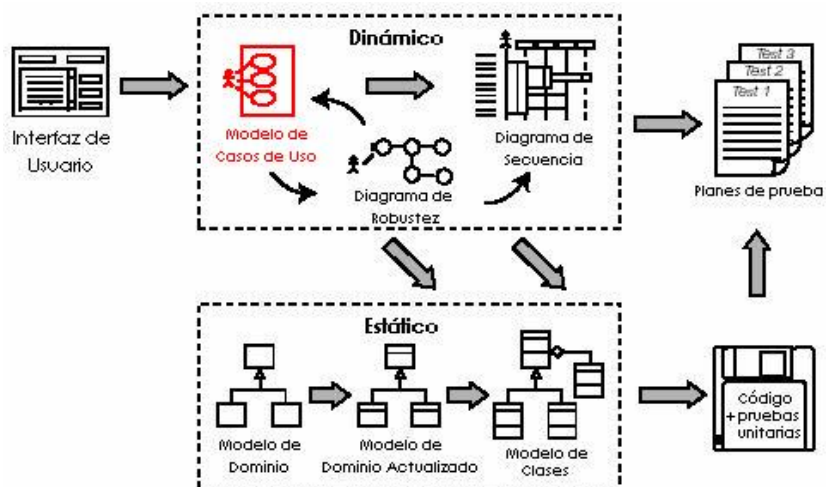 Dinámico
Interfaz de
Usuario
Modelo de
Casos de Uso
Diagrama de
Robustez
Diagrama de
Secuencia
Test 3
Test 2
Test 1
Planes de prueba
Estático
Modelo de
Dominio
Modelo de
Dominio Actualizado
Modelo de
Clases
Código
+ pruebas
unitarias